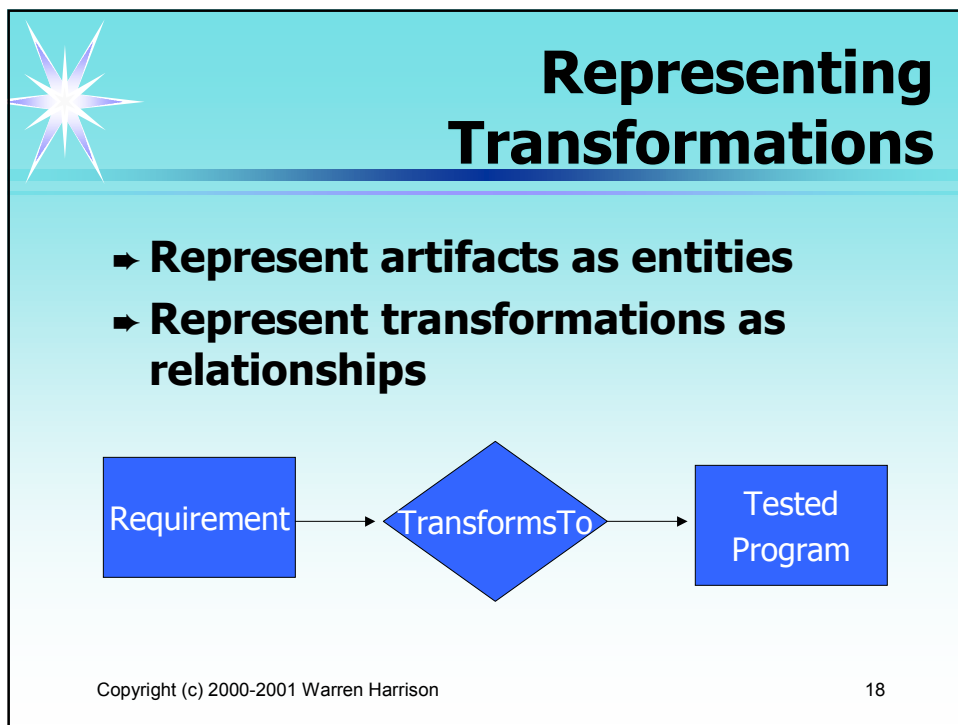 Representing
Transformations
➨ Represent artifacts as entities
➨ Represent transformations as
relationships
Requirement
TransformsTo
Tested
Program
Copyright (c) 2000-2001 Warren Harrison
18